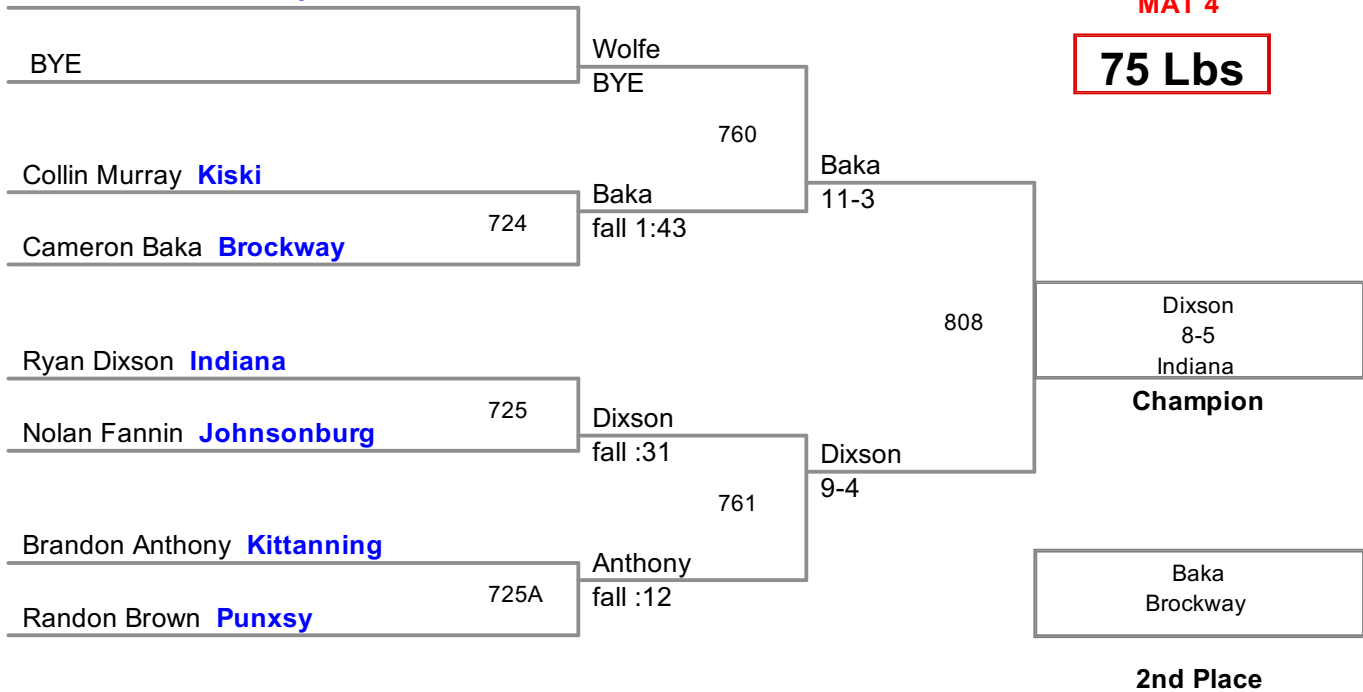 MAT 4
75 Lbs
BYE
Wolfe
BYE
760
Collin Murray Kiski
724
Cameron Baka Brockway
Baka
fall 1:43
Baka
11-3
808
Ryan Dixson Indiana
725
Nolan Fannin Johnsonburg
Dixson
fall :31
761
Dixson
9-4
Brandon Anthony Kittanning
725A
Randon Brown Punxsy
Anthony
fall :12
Dixson
8-5
Indiana
Champion
Baka
Brockway
2nd Place